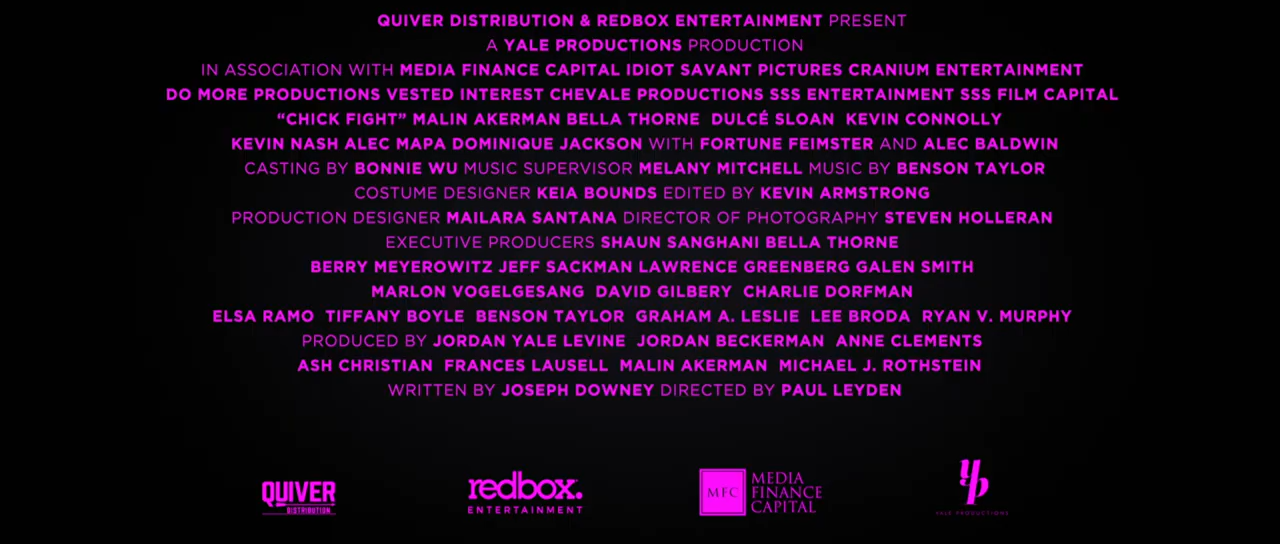 QUIVER DISTRIBUTION & REDBOX ENTERTAINMENT PRESENT
A YALE PRODUCTIONS PRODUCTION
IN ASSOCIATION WITH MEDIA FINANCE CAPITAL IDIOT SAVANT PICTURES CRANIUM ENTERTAINMENT
DO MORE PRODUCTIONS VESTED INTEREST CHEVALE PRODUCTIONS SSS ENTERTAINMENT SSS FILM CAPITAL
“CHICK FIGHT” MALIN AKERMAN BELLA THORNE DULCÉ SLOAN KEVIN CONNOLLY
KEVIN NASH ALEC MAPA DOMINIQUE JACKSON WITH FORTUNE FEIMSTER AND ALEC BALDWIN
CASTING BY BONNIE WU MUSIC SUPERVISOR MELANY MITCHELL MUSIC BY BENSON TAYLOR
COSTUME DESIGNER KEIA BOUNDS EDITED BY KEVIN ARMSTRONG
PRODUCTION DESIGNER MAILARA SANTANA DIRECTOR OF PHOTOGRAPHY STEVEN HOLLERAN
EXECUTIVE PRODUCERS SHAUN SANGHANI BELLA THORNE
BERRY MEYEROWITZ JEFF SACKMAN LAWRENCE GREENBERG GALEN SMITH
MARLON VOGELGESANG DAVID GILBERY CHARLIE DORFMAN
ELSA RAMO TIFFANY BOYLE BENSON TAYLOR GRAHAM A. LESLIE LEE BRODA RYAN V. MURPHY
PRODUCED BY JORDAN YALE LEVINE JORDAN BECKERMAN ANNE CLEMENTS
ASH CHRISTIAN FRANCES LAUSELL MALIN AKERMAN MICHAEL J. ROTHSTEIN
WRITTEN BY JOSEPH DOWNEY DIRECTED BY PAUL LEYDEN
QUIVER
DISTRIBUTION
redbox.
ENTERTAINMENT
MFC
MEDIA
FINANCE
CAPITAL
yp
YALE PRODUCTIONS